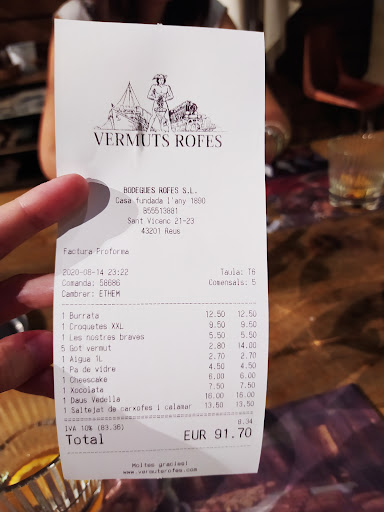 VERMUTS ROFES
BODEGUES ROFES S.L.
Casa fundada l'any 1890
B55513881
Sant Vicenç 21-23
43201 Reus
Factura Proforma
2020-08-14 23:22 Taula: 16
Comanda: 58686 Comensals: 5
Cambrer: ETHEM
1 Burrata 12.50 12.50
1 Croquetes XXL 9.50 9.50
1 Les nostres braves 5.50 5.50
5 Got vermut 2.80 14.00
1 Aigua 1L 2.70 2.70
1 Pa de vidre 4.50 4.50
1 Cheescake 6.00 6.00
1 Xocolata 7.50 7.50
1 Daus Vedella 16.00 16.00
1 Saltejat de carxofes i calamar 13.50 13.50
IVA 10% (83.36) 8.34
Total EUR 91.70
Moltes gracies!
www.vermutsrofes.com